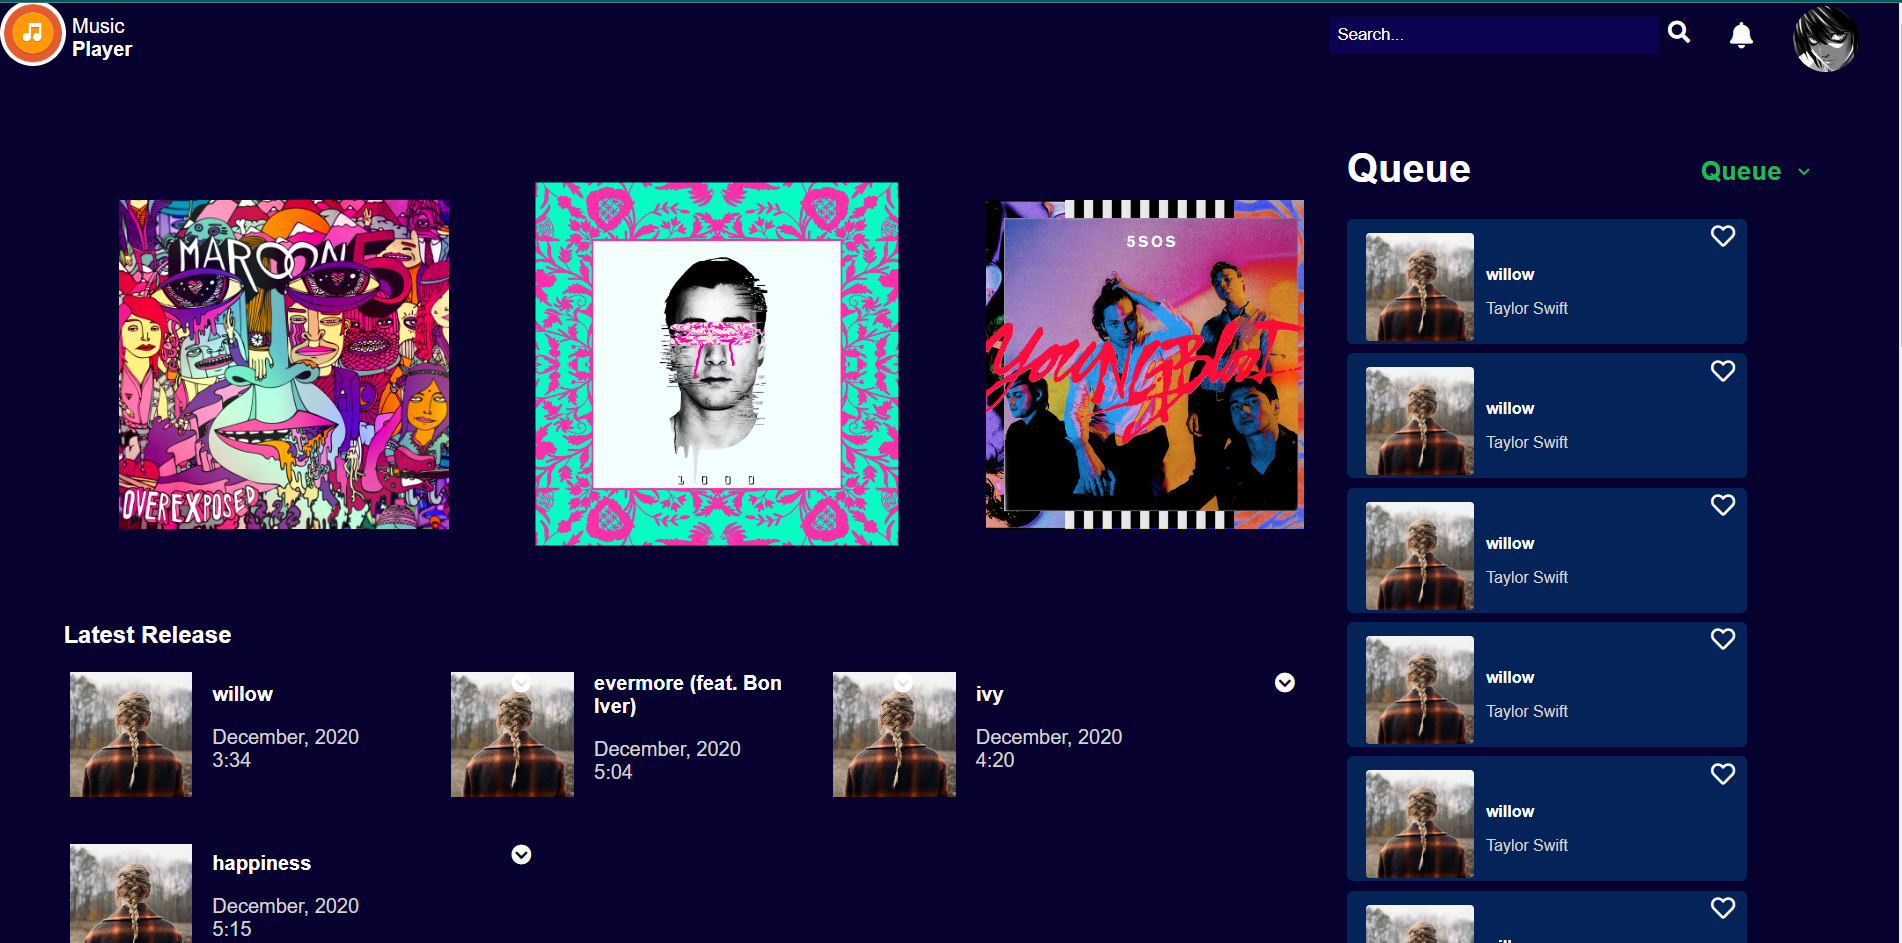 Music
Player
Search...
MAROON 5
OVEREXPOSED
1000
5SOS
YOUNGBLOOD
Latest Release
willow
December, 2020
3:34
evermore (feat. Bon
Iver)
December, 2020
5:04
ivy
December, 2020
4:20
happiness
December, 2020
5:15
Queue
Queue
willow
Taylor Swift
willow
Taylor Swift
willow
Taylor Swift
willow
Taylor Swift
willow
Taylor Swift